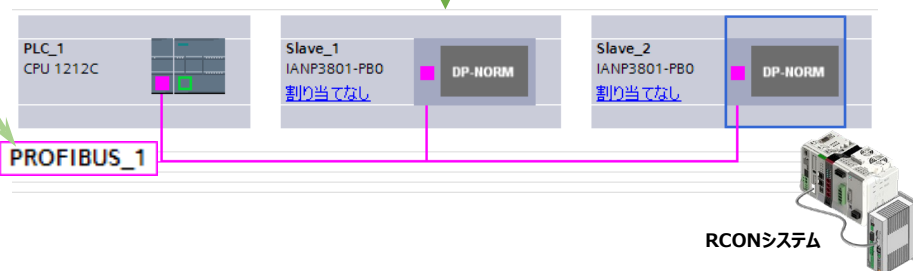 PLC_1
CPU 1212C
Slave_1
IANP3801-PB0
割り当てなし
DP-NORM
Slave_2
IANP3801-PB0
割り当てなし
DP-NORM
PROFIBUS_1
RCONシステム